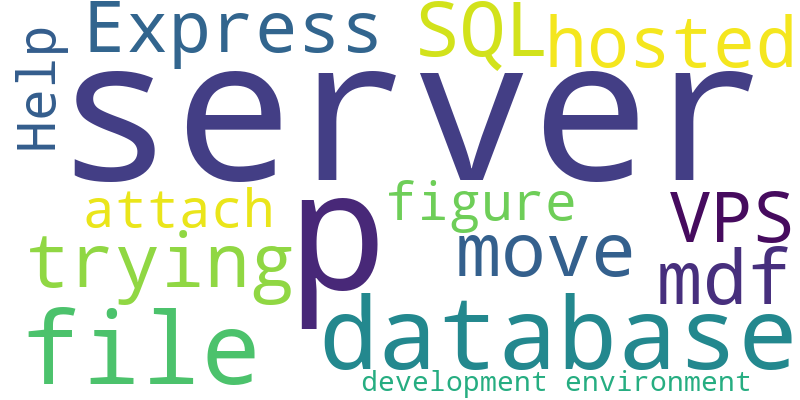 Help
Express
SQL
hosted
server
attach
p
figure
VPS
trying
move
mdf
file
database
development environment